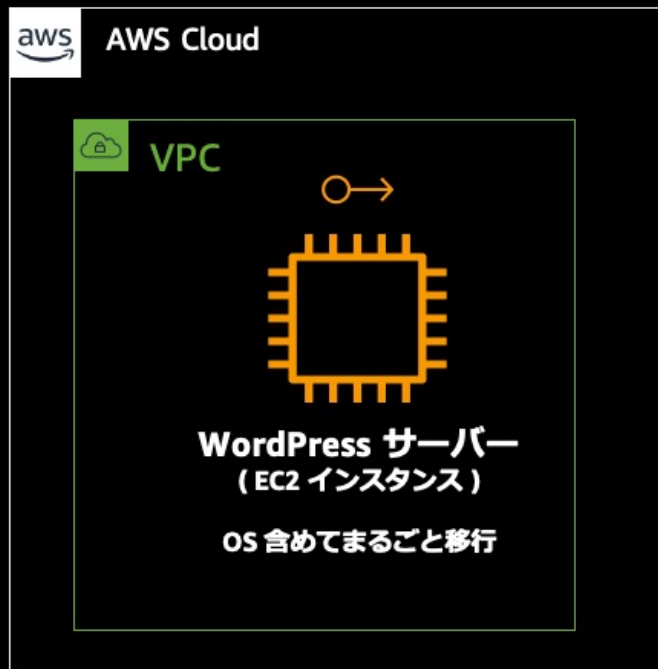 aws
AWS Cloud
VPC
WordPress サーバー
( EC2 インスタンス )
OS 含めてまるごと移行